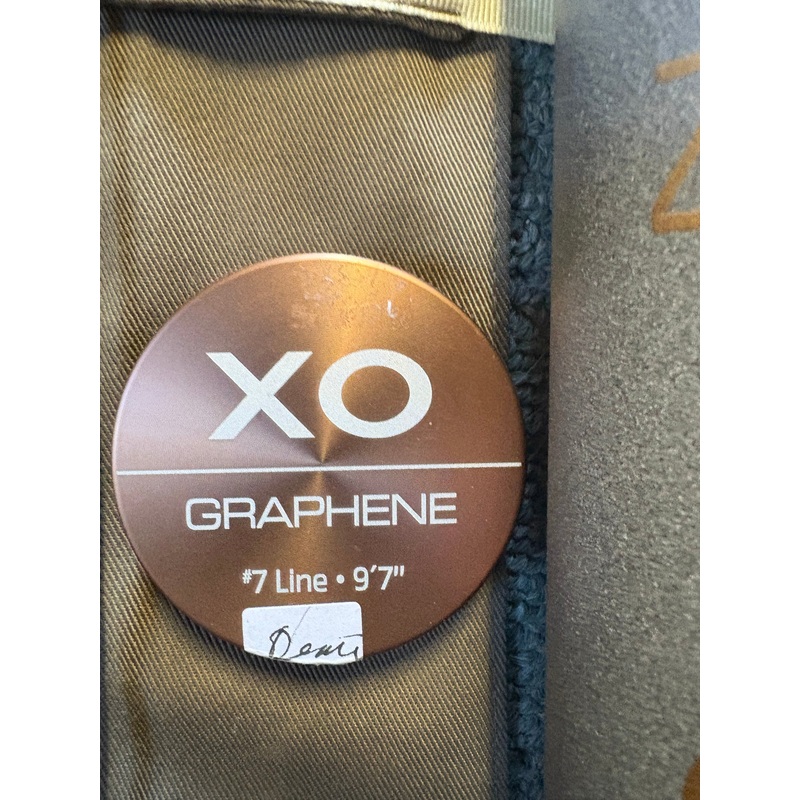 XO
GRAPHENE
#7 Line • 9'7"